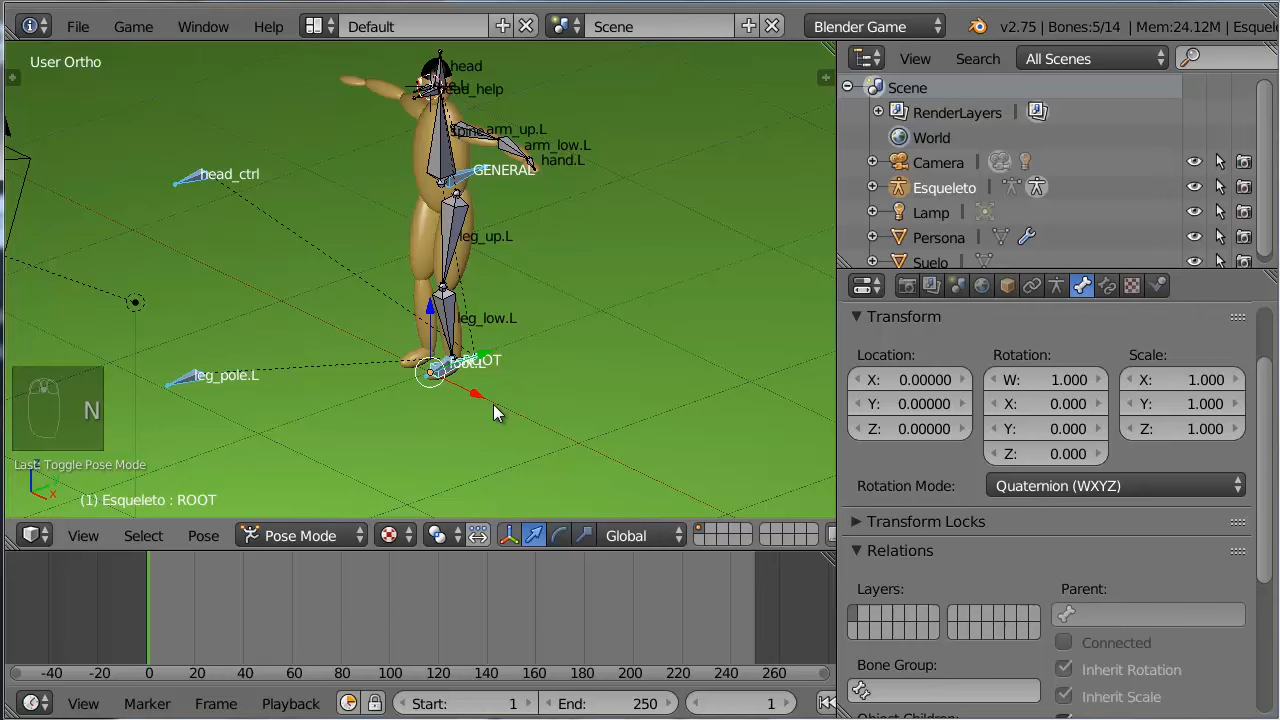 File Game Window Help Default Scene Blender Game v2.75 | Bones:5/14 | Mem:24.12M | Esquele
User Ortho
head
head_help
spine
arm_up.L
arm_low.L
hand.L
head_ctrl
GENERAL
leg_up.L
leg_low.L
ROOT
foot.L
leg_pole.L
N
Last: Toggle Pose Mode
Z
X
(1) Esqueleto : ROOT
View Select Pose Pose Mode Global
-40 -20 0 20 40 60 80 100 120 140 160 180 200 220 240 260
View Marker Frame Playback Start: 1 End: 250 1
View Search All Scenes
Scene
RenderLayers
World
Camera
Esqueleto
Lamp
Persona
Suelo
Transform
Location: Rotation: Scale:
X: 0.00000 W: 1.000 X: 1.000
Y: 0.00000 X: 0.000 Y: 1.000
Z: 0.00000 Y: 0.000 Z: 1.000
Z: 0.000
Rotation Mode: Quaternion (WXYZ)
Transform Locks
Relations
Layers: Parent:
Connected
Bone Group: Inherit Rotation
Inherit Scale